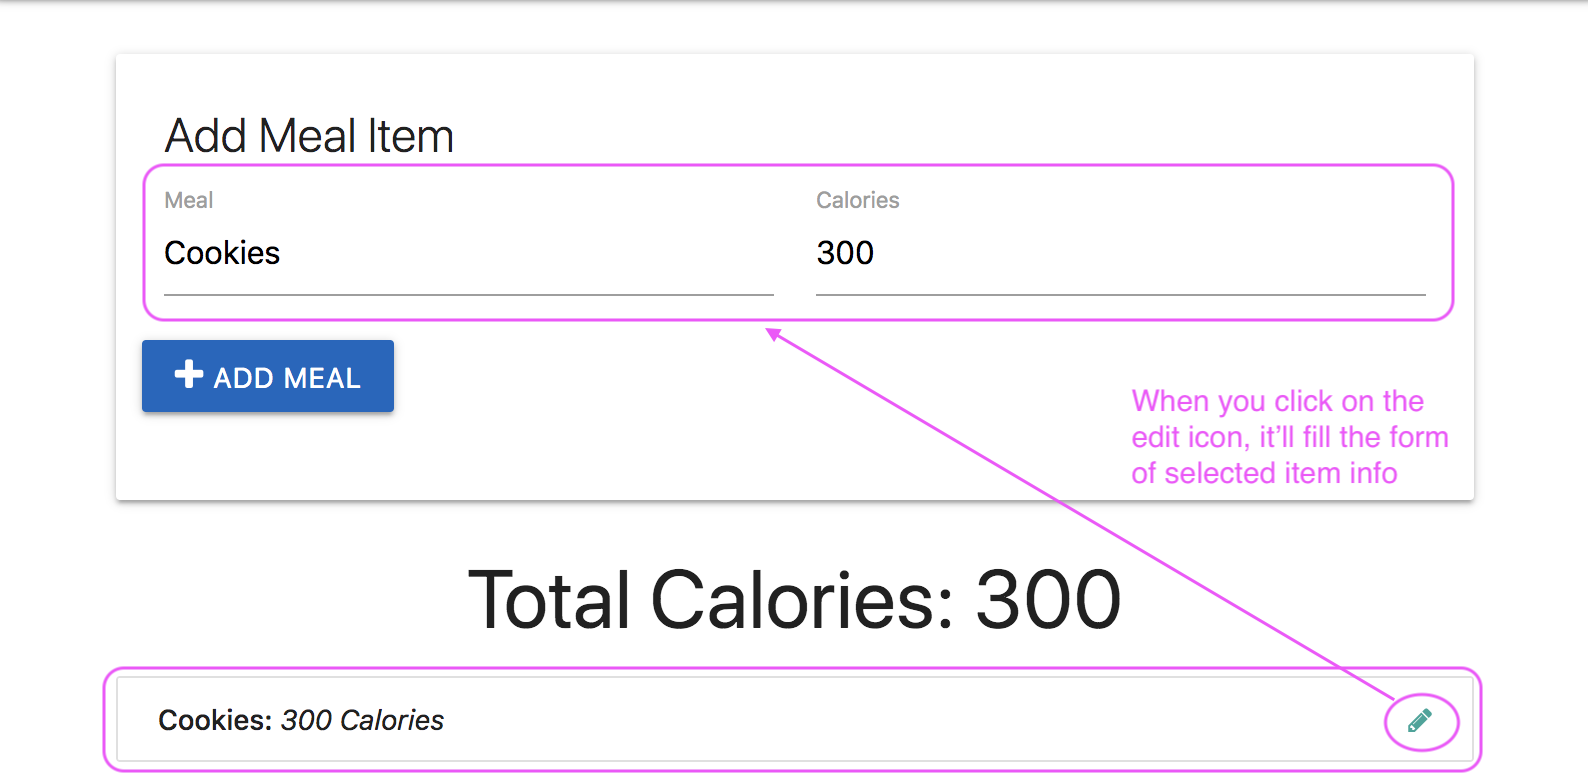 Add Meal Item
Meal
Calories
Cookies
300
ADD MEAL
When you click on the
edit icon, it'll fill the form
of selected item info
Total Calories: 300
Cookies: 300 Calories